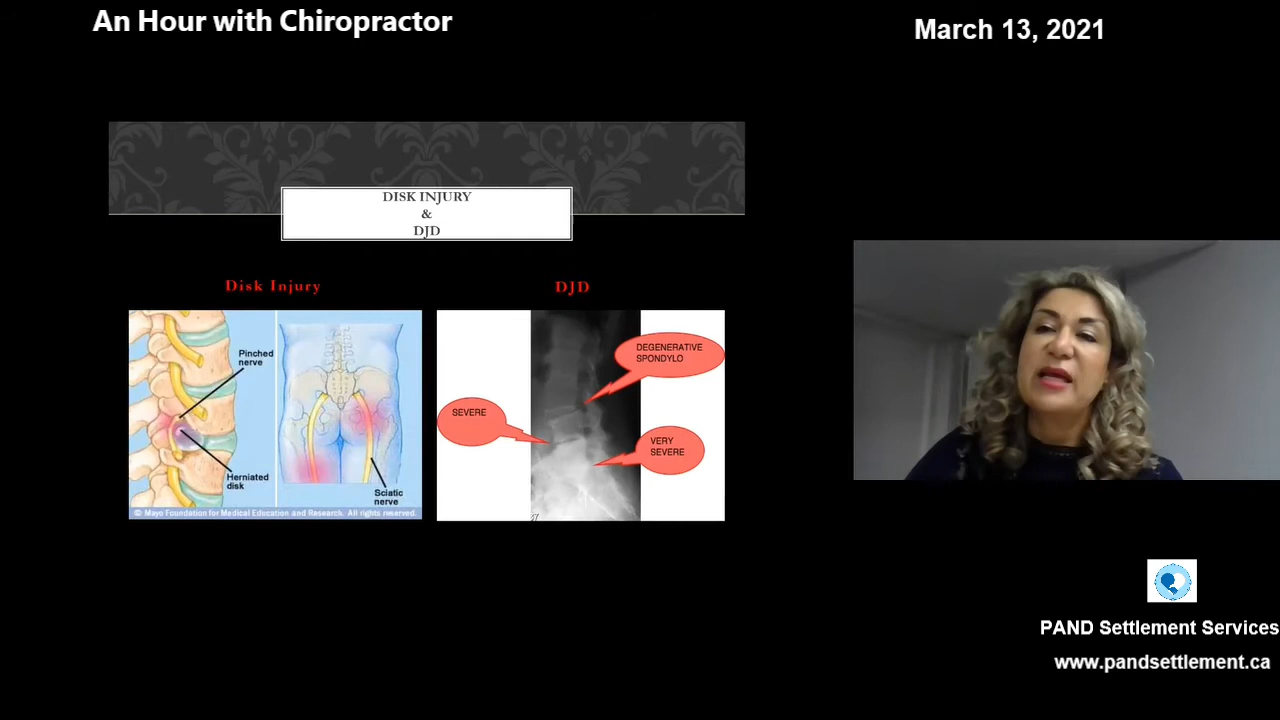 An Hour with Chiropractor
March 13, 2021
DISK INJURY
&
DJD
Disk Injury
DJD
Pinched
nerve
Herniated
disk
Sciatic
nerve
© Mayo Foundation for Medical Education and Research. All rights reserved.
DEGENERATIVE
SPONDYLO
SEVERE
VERY
SEVERE
PAND Settlement Services
www.pandsettlement.ca